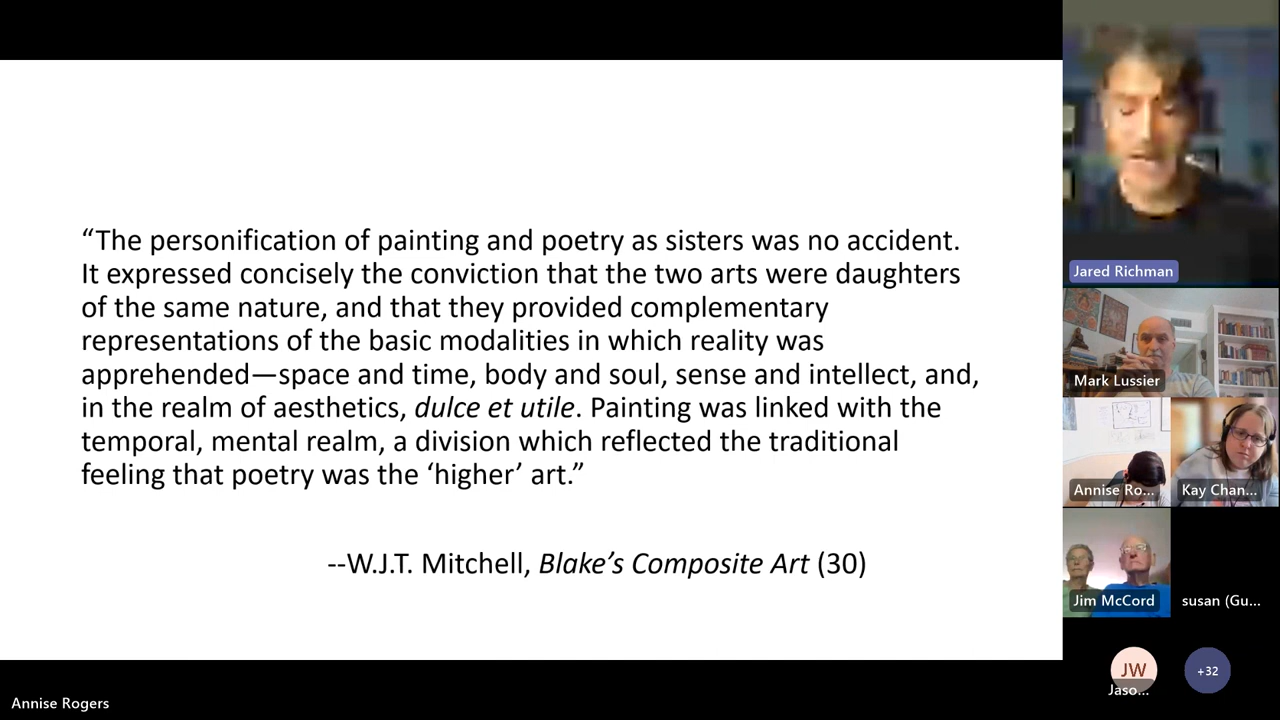 “The personification of painting and poetry as sisters was no accident.
It expressed concisely the conviction that the two arts were daughters
of the same nature, and that they provided complementary
representations of the basic modalities in which reality was
apprehended—space and time, body and soul, sense and intellect, and,
in the realm of aesthetics, dulce et utile. Painting was linked with the
temporal, mental realm, a division which reflected the traditional
feeling that poetry was the ‘higher’ art.”
--W.J.T. Mitchell, Blake’s Composite Art (30)
Jared Richman
Mark Lussier
Annise Ro...
Kay Chan...
Jim McCord
susan (Gu...
JW
Jaso...
+32
Annise Rogers